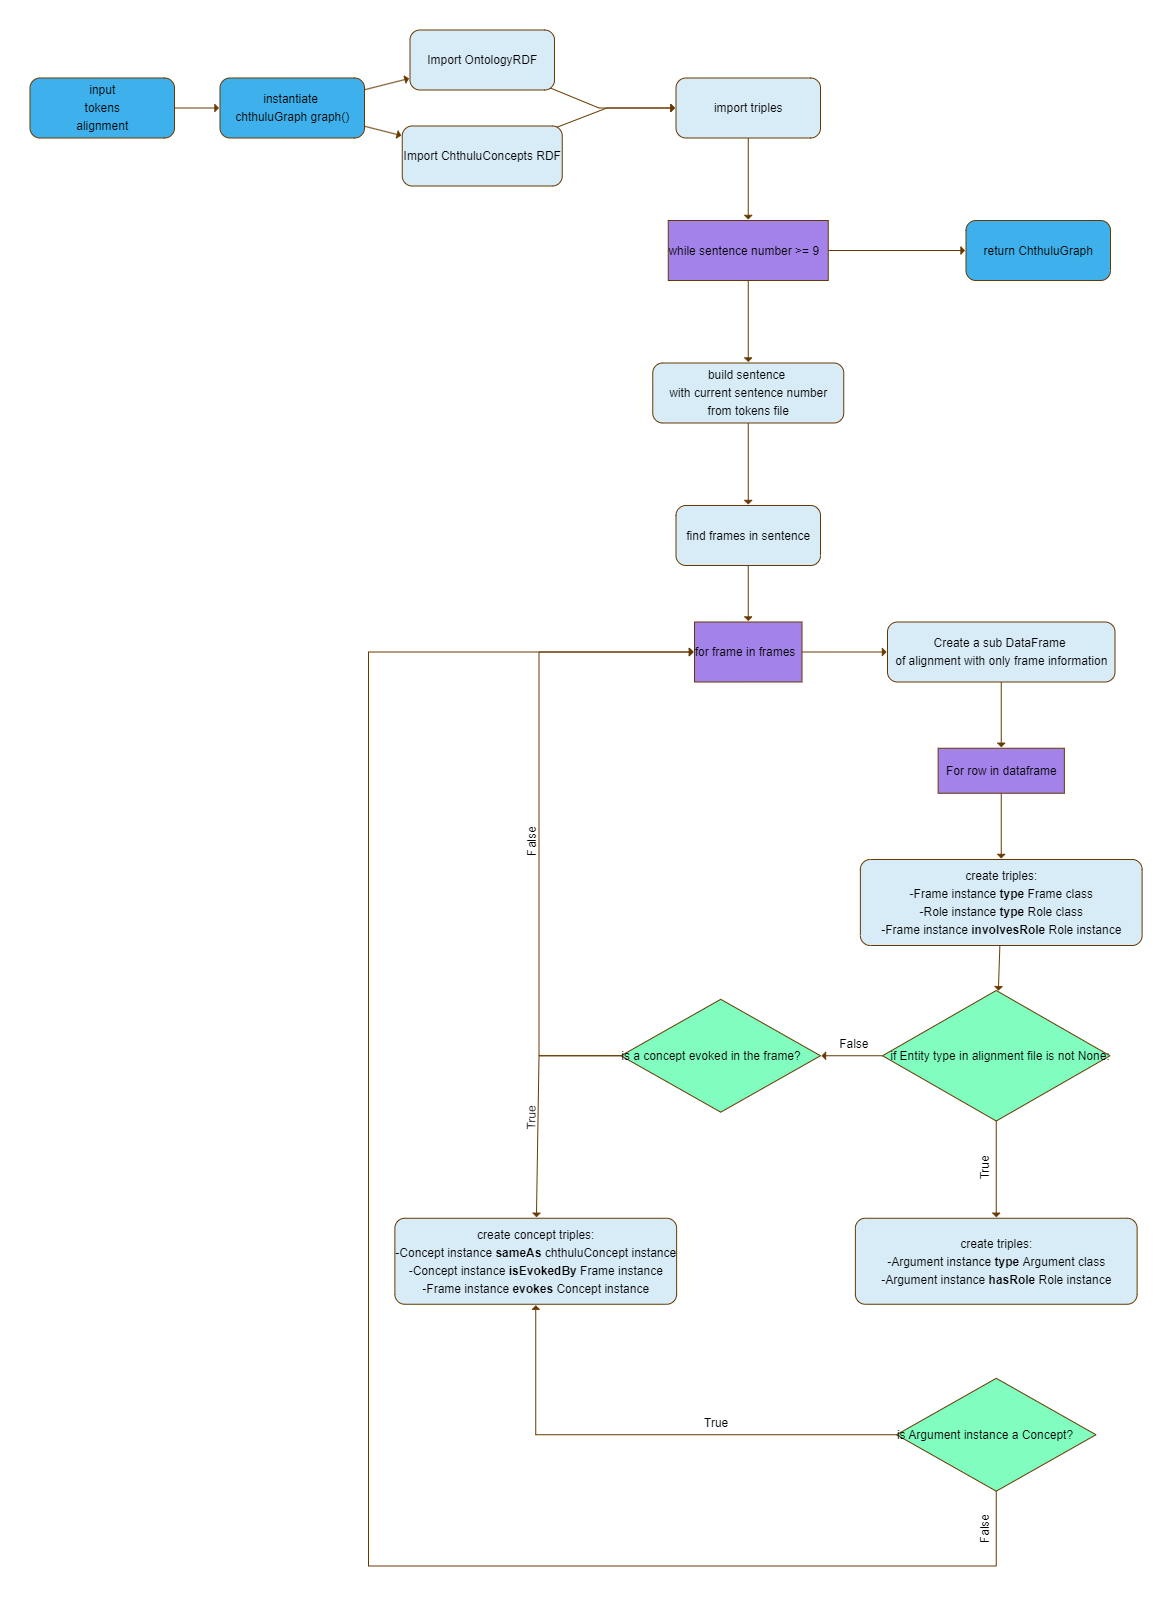 input
tokens
alignment
instantiate
chthuluGraph graph()
Import OntologyRDF
Import ChthuluConcepts RDF
import triples
while sentence number >= 9
return ChthuluGraph
build sentence
with current sentence number
from tokens file
find frames in sentence
for frame in frames
Create a sub DataFrame
of alignment with only frame information
For row in dataframe
False
create triples:
-Frame instance type Frame class
-Role instance type Role class
-Frame instance involvesRole Role instance
is a concept evoked in the frame?
False
if Entity type in alignment file is not None:
True
True
create concept triples:
-Concept instance sameAs chthuluConcept instance
-Concept instance isEvokedBy Frame instance
-Frame instance evokes Concept instance
create triples:
-Argument instance type Argument class
-Argument instance hasRole Role instance
True
is Argument instance a Concept?
False